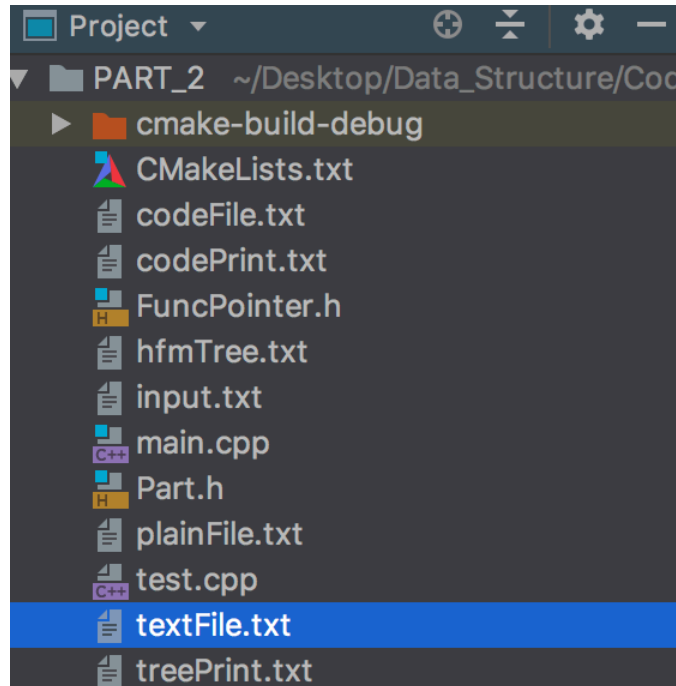 Project
PART_2 ~/Desktop/Data_Structure/Coc
cmake-build-debug
CMakeLists.txt
codeFile.txt
codePrint.txt
H FuncPointer.h
hfmTree.txt
input.txt
C++ main.cpp
H Part.h
plainFile.txt
C++ test.cpp
textFile.txt
treePrint.txt